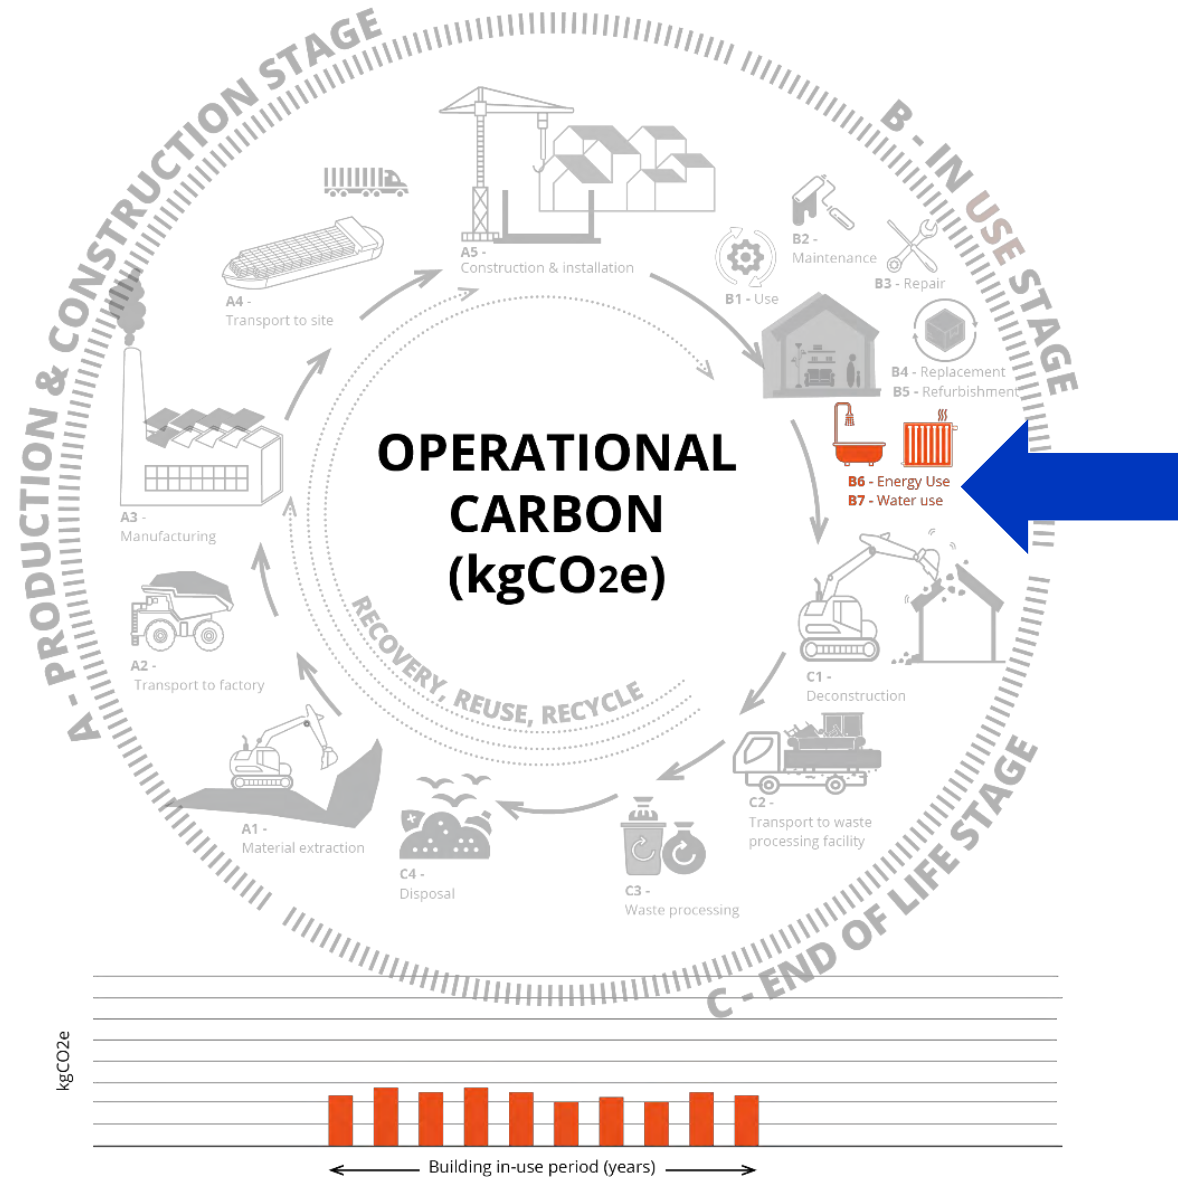 A - PRODUCTION & CONSTRUCTION STAGE
B - IN USE STAGE
A5 -
Construction & installation
A4 -
Transport to site
B1 - Use
B2 -
Maintenance
B3 - Repair
B4 - Replacement
B5 - Refurbishment
B6 - Energy Use
B7 - Water use
OPERATIONAL
CARBON
(kgCO2e)
RECOVERY, REUSE, RECYCLE
A3 -
Manufacturing
A2 -
Transport to factory
A1 -
Material extraction
C1 -
Deconstruction
C2 -
Transport to waste
processing facility
C3 -
Waste processing
C4 -
Disposal
C - END OF LIFE STAGE
kgCO2e
Building in-use period (years)